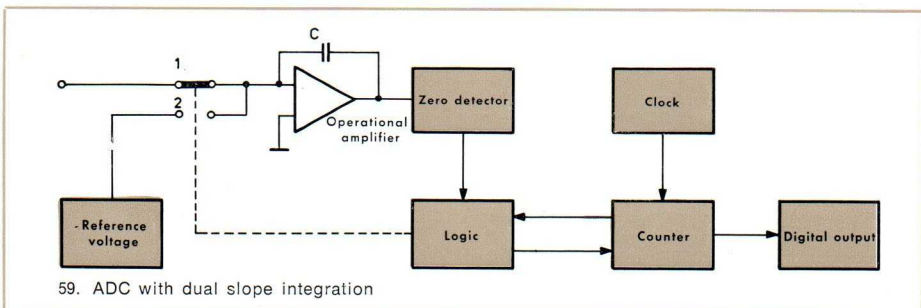 C
1
2
Operational
amplifier
Zero detector
Clock
- Reference
voltage
Logic
Counter
Digital output
59. ADC with dual slope integration